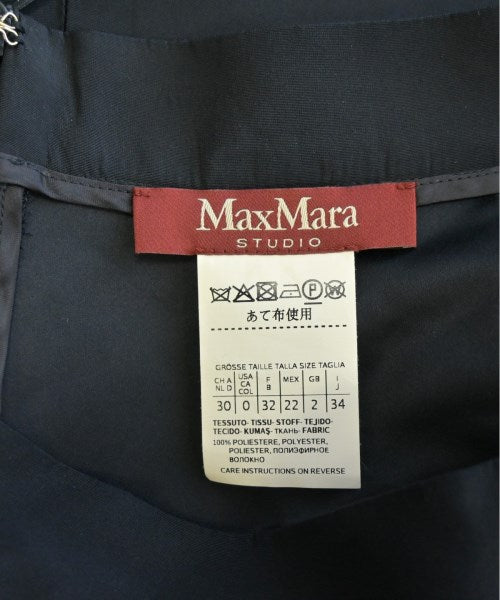 MaxMara
STUDIO
P W
あて布使用
GRÖSSE TAILLE TALLA SIZE TAGLIA
CH A NL D USA CA COL F B MEX GB I J
30 0 32 22 2 34
TESSUTO· TISSU· STOFF· TEJIDO·
TECIDO· KUMAŞ· ТКАНЬ· FABRIC
100% POLIESTERE, POLYESTER,
POLIESTER, ПОЛИЭФИРНОЕ
ВОЛОКНО
CARE INSTRUCTIONS ON REVERSE